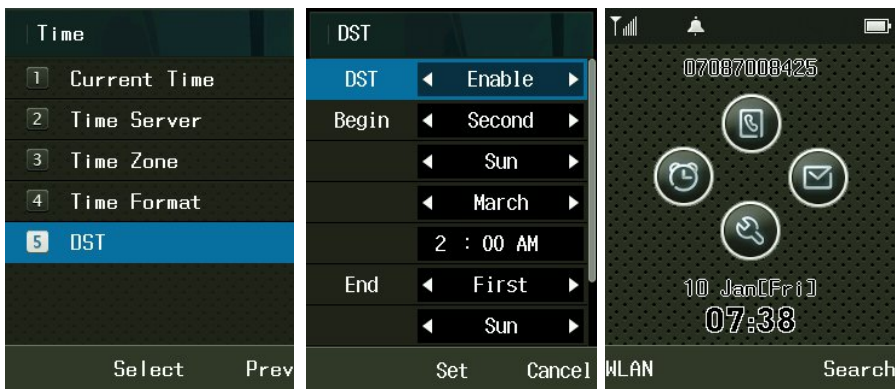 Time
1 Current Time
2 Time Server
3 Time Zone
4 Time Format
5 DST
Select Prev
DST
DST Enable
Begin Second
Sun
March
2 : 00 AM
End First
Sun
Set Cancel
07087008425
10 Jan[Fri]
07:38
WLAN Search